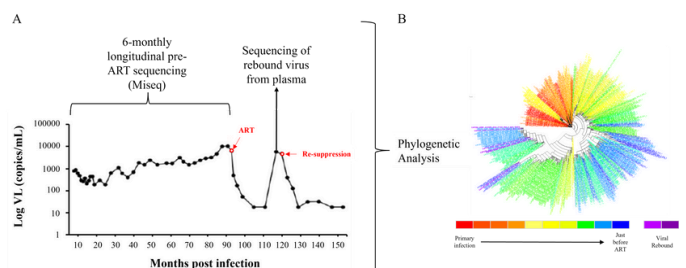 A
6-monthly
longitudinal pre-
ART sequencing
(Miseq)
Sequencing of
rebound virus
from plasma
ART
Re-suppression
Log VL (copies/mL)
100000
10000
1000
100
10
1
10 20 30 40 50 60 70 80 90 100 110 120 130 140 150
Months post infection
Phylogenetic
Analysis
B
Primary
infection
Just
before
ART
Viral
Rebound